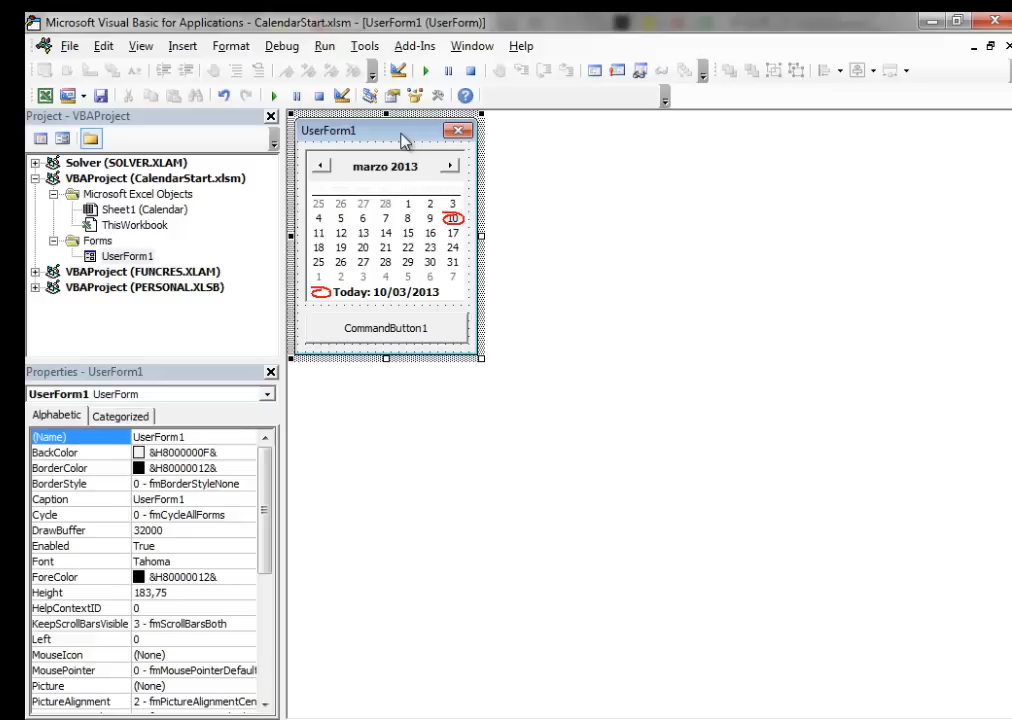 Microsoft Visual Basic for Applications - CalendarStart.xlsm - [UserForm1 (UserForm)]
File Edit View Insert Format Debug Run Tools Add-Ins Window Help
Project - VBAProject
Solver (SOLVER.XLAM)
VBAProject (CalendarStart.xlsm)
Microsoft Excel Objects
Sheet1 (Calendar)
ThisWorkbook
Forms
UserForm1
VBAProject (FUNCRES.XLAM)
VBAProject (PERSONAL.XLSB)
UserForm1
marzo 2013
25 26 27 28 1 2 3
4 5 6 7 8 9 10
11 12 13 14 15 16 17
18 19 20 21 22 23 24
25 26 27 28 29 30 31
1 2 3 4 5 6 7
Today: 10/03/2013
CommandButton1
Properties - UserForm1
UserForm1 UserForm
Alphabetic Categorized
(Name) UserForm1
BackColor &H8000000F&
BorderColor &H80000012&
BorderStyle 0 - fmBorderStyleNone
Caption UserForm1
Cycle 0 - fmCycleAllForms
DrawBuffer 32000
Enabled True
Font Tahoma
ForeColor &H80000012&
Height 183,75
HelpContextID 0
KeepScrollBarsVisible 3 - fmScrollBarsBoth
Left 0
MouseIcon (None)
MousePointer 0 - fmMousePointerDefault
Picture (None)
PictureAlignment 2 - fmPictureAlignmentCen